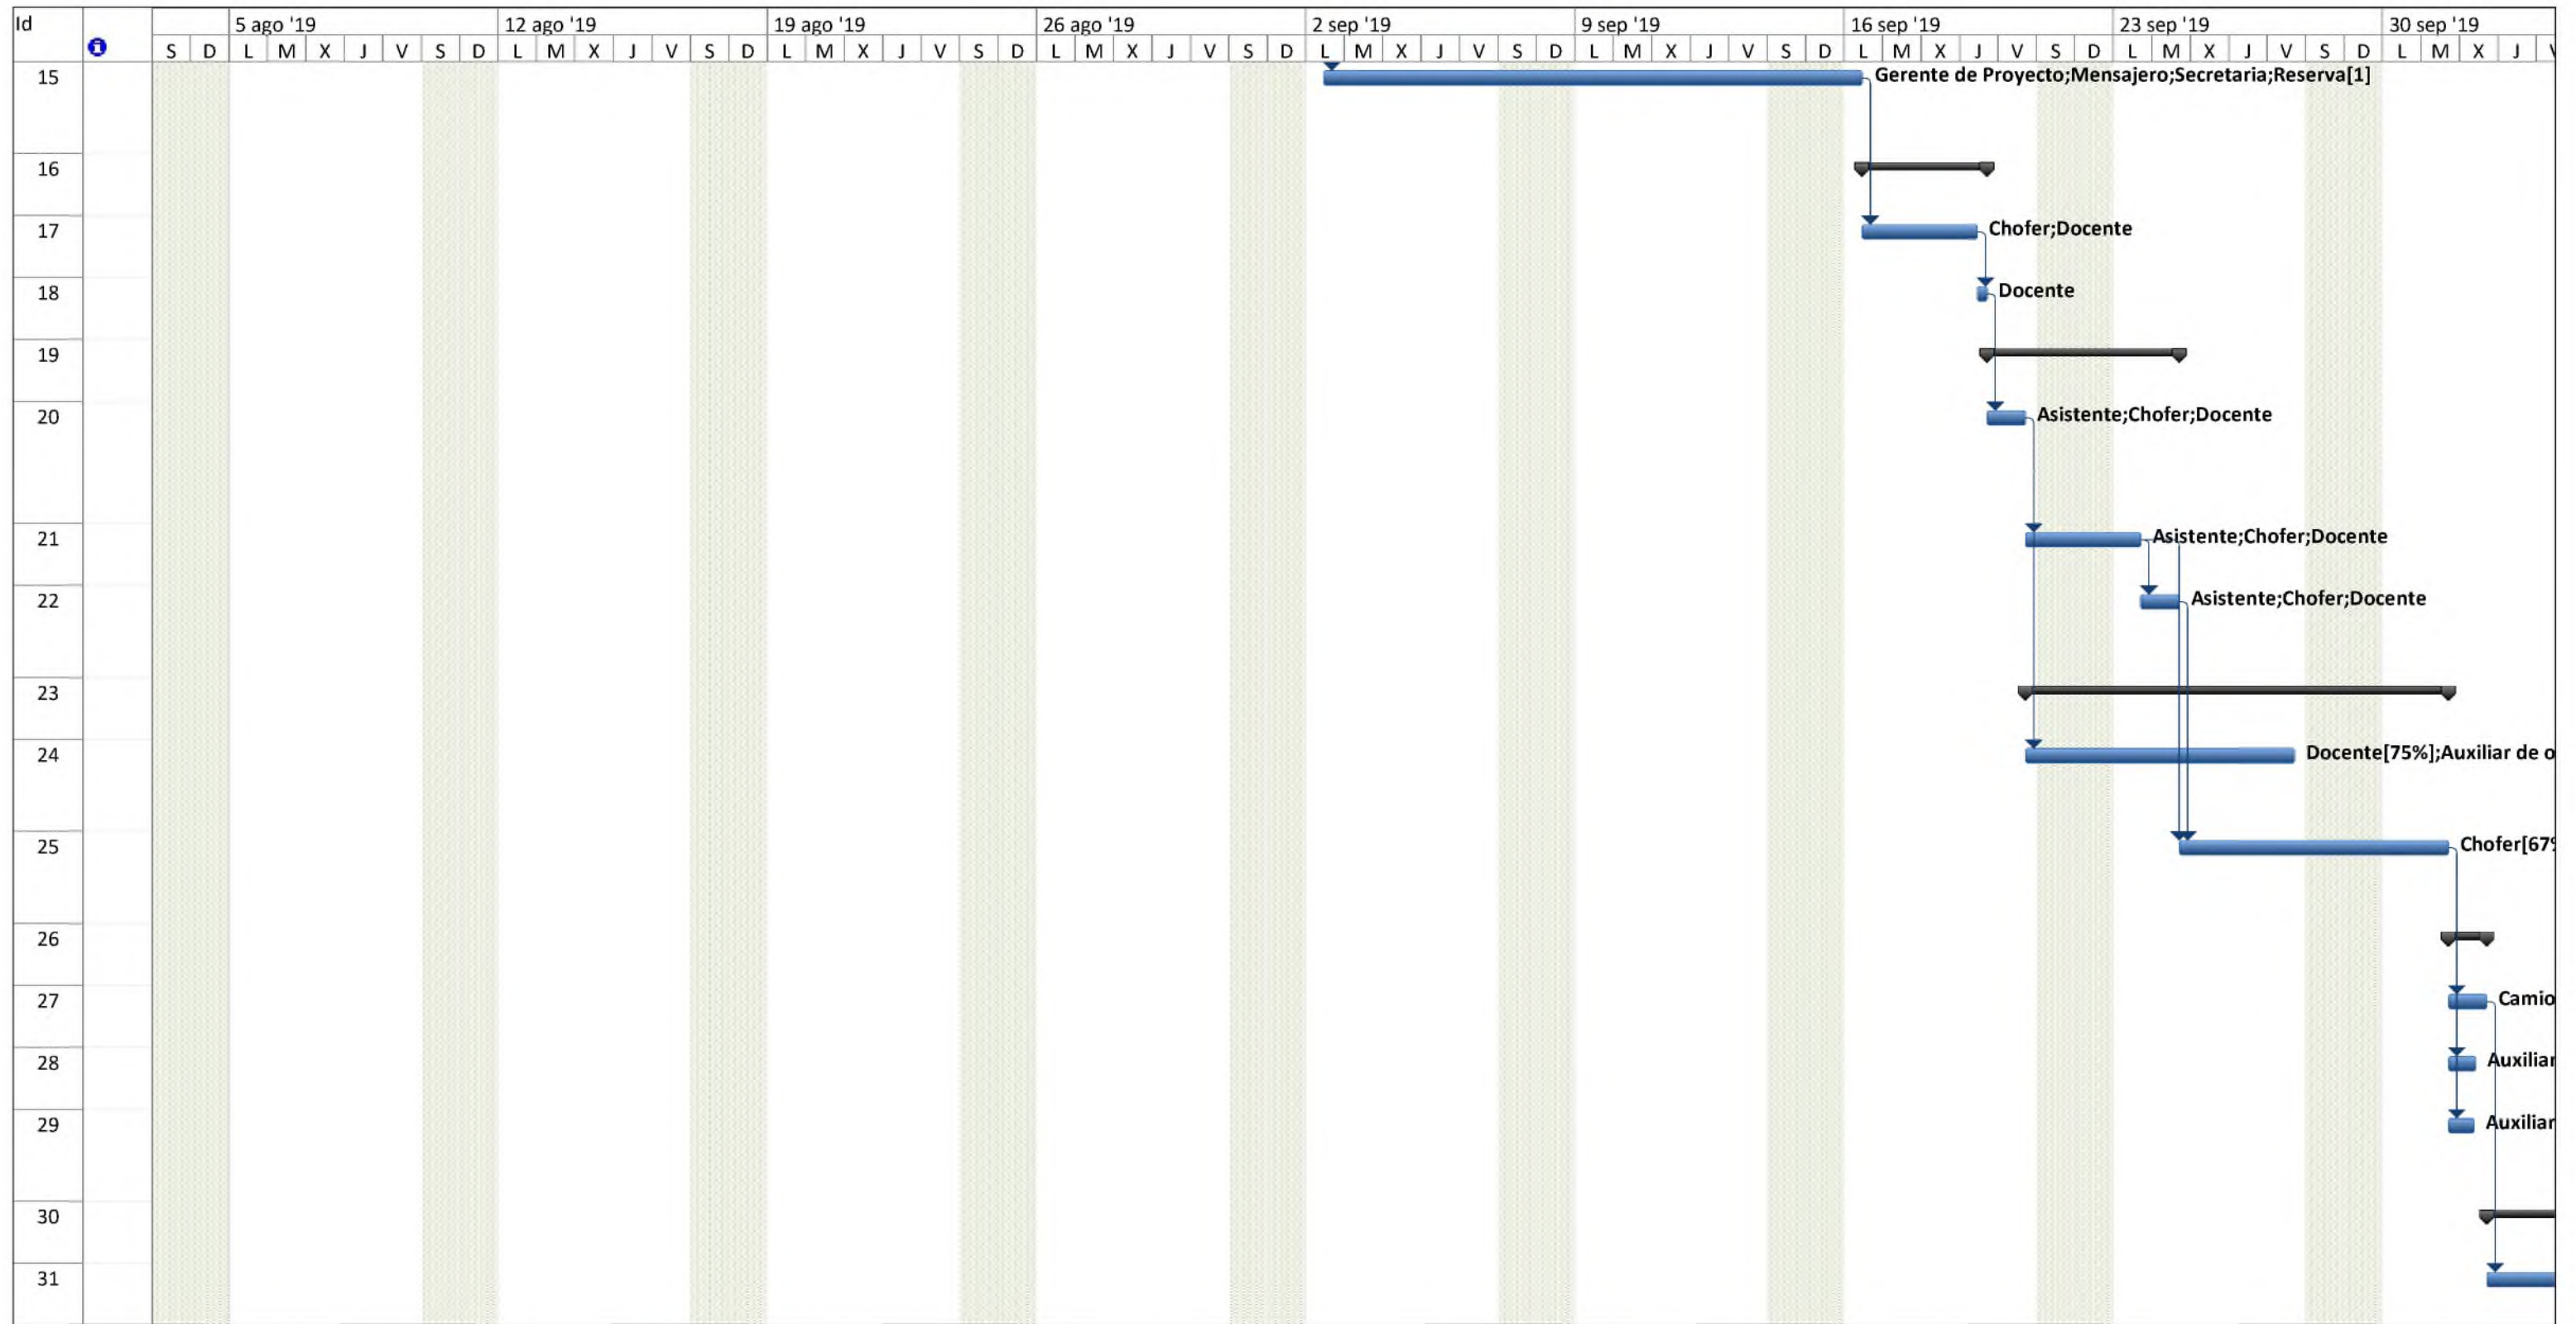 Id
5 ago '19 12 ago '19 19 ago '19 26 ago '19 2 sep '19 9 sep '19 16 sep '19 23 sep '19 30 sep '19
S D L M X J V S D L M X J V S D L M X J V S D L M X J V S D L M X J V S D L M X J V S D L M X J V S D L M X J V S D L M X J V
15 Gerente de Proyecto;Mensajero;Secretaria;Reserva[1]
16
17 Chofer;Docente
18 Docente
19
20 Asistente;Chofer;Docente
21 Asistente;Chofer;Docente
22 Asistente;Chofer;Docente
23
24 Docente[75%];Auxiliar de o
25 Chofer[67%
26
27 Camio
28 Auxiliar
29 Auxiliar
30
31